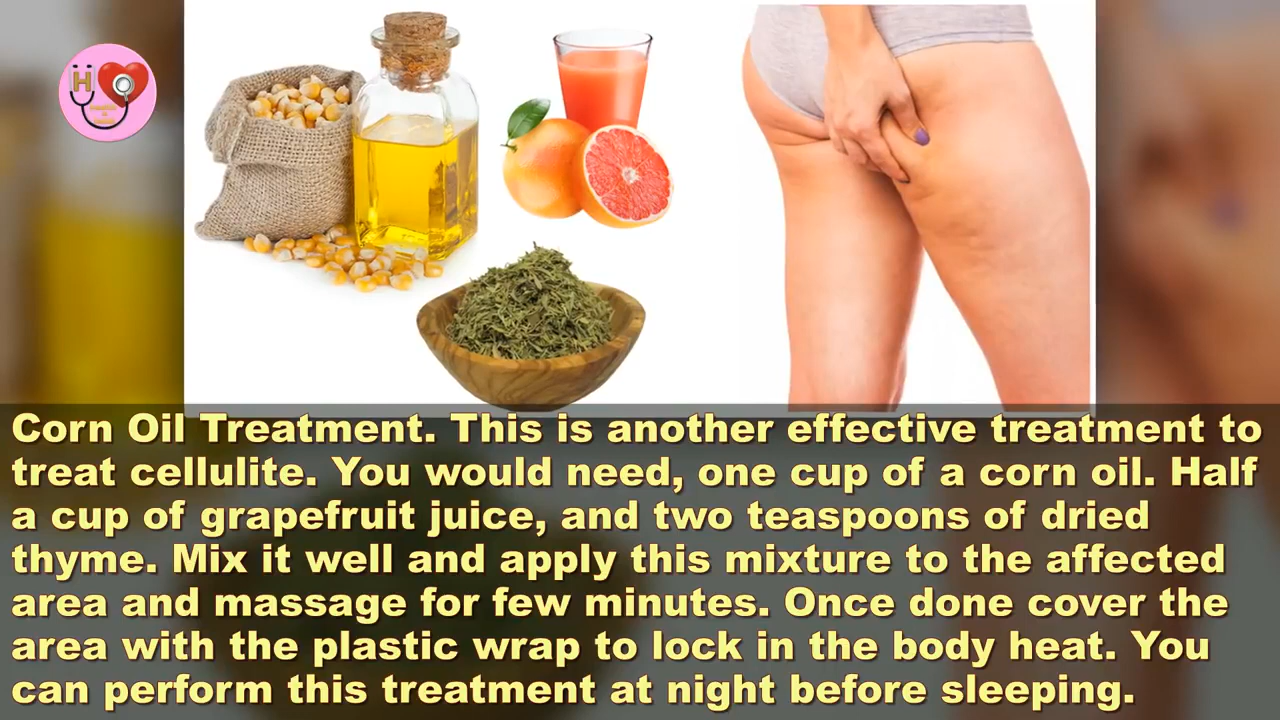 H
Corn Oil Treatment. This is another effective treatment to
treat cellulite. You would need, one cup of a corn oil. Half
a cup of grapefruit juice, and two teaspoons of dried
thyme. Mix it well and apply this mixture to the affected
area and massage for few minutes. Once done cover the
area with the plastic wrap to lock in the body heat. You
can perform this treatment at night before sleeping.